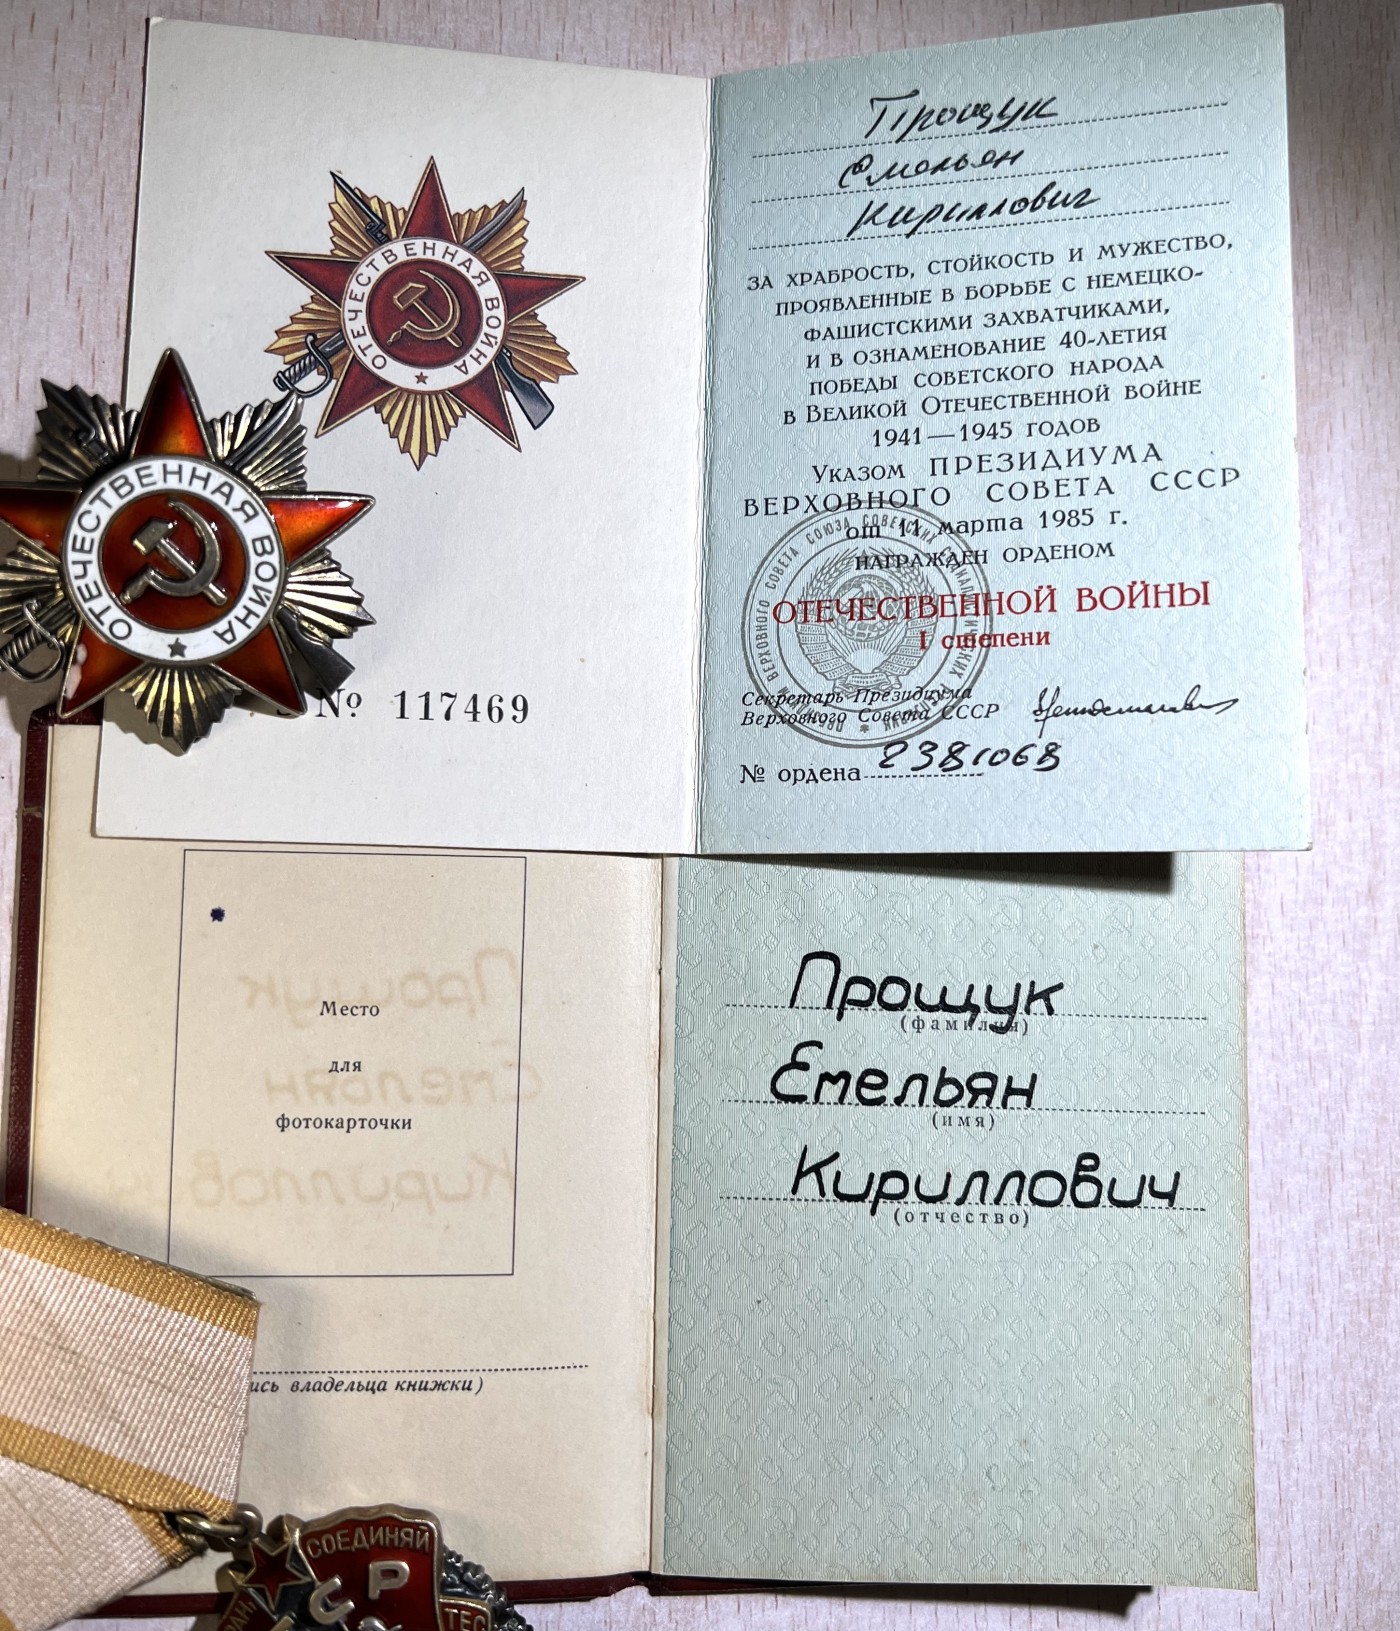 Прощук
Емельян
Кириллович
ЗА ХРАБРОСТЬ, СТОЙКОСТЬ И МУЖЕСТВО,
ПРОЯВЛЕННЫЕ В БОРЬБЕ С НЕМЕЦКО-
ФАШИСТСКИМИ ЗАХВАТЧИКАМИ,
И В ОЗНАМЕНОВАНИЕ 40-ЛЕТИЯ
ПОБЕДЫ СОВЕТСКОГО НАРОДА
В ВЕЛИКОЙ ОТЕЧЕСТВЕННОЙ ВОЙНЕ
1941—1945 ГОДОВ
УКАЗОМ ПРЕЗИДИУМА
ВЕРХОВНОГО СОВЕТА СССР
от 11 марта 1985 г.
НАГРАЖДЕН ОРДЕНОМ
ОТЕЧЕСТВЕННОЙ ВОЙНЫ
I степени
Секретарь Президиума
Верховного Совета СССР
№ ордена 2381068
ОТЕЧЕСТВЕННАЯ ВОЙНА
ОТЕЧЕСТВЕННАЯ ВОЙНА
№ 117469
Место
для
фотокарточки
ись владельца книжки)
Прощук
(фамилия)
Емельян
(имя)
Кириллович
(отчество)
СОЕДИНЯЙ
СР
ТЕС